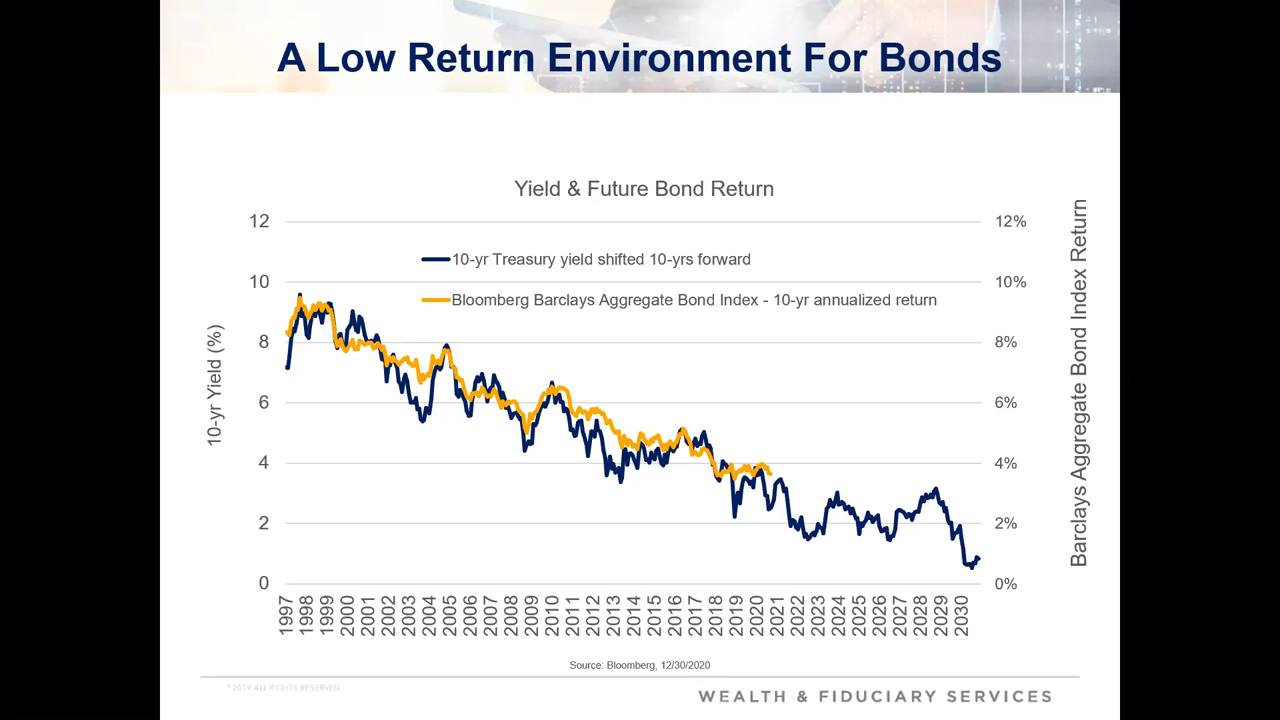 A Low Return Environment For Bonds
Yield & Future Bond Return
10-yr Yield (%)
12
10
8
6
4
2
0
10-yr Treasury yield shifted 10-yrs forward
Bloomberg Barclays Aggregate Bond Index - 10-yr annualized return
12%
10%
8%
6%
4%
2%
0%
Barclays Aggregate Bond Index Return
1997 1998 1999 2000 2001 2002 2003 2004 2005 2006 2007 2008 2009 2010 2011 2012 2013 2014 2015 2016 2017 2018 2019 2020 2021 2022 2023 2024 2025 2026 2027 2028 2029 2030
Source: Bloomberg, 12/30/2020
©2019 ALL RIGHTS RESERVED
WEALTH & FIDUCIARY SERVICES